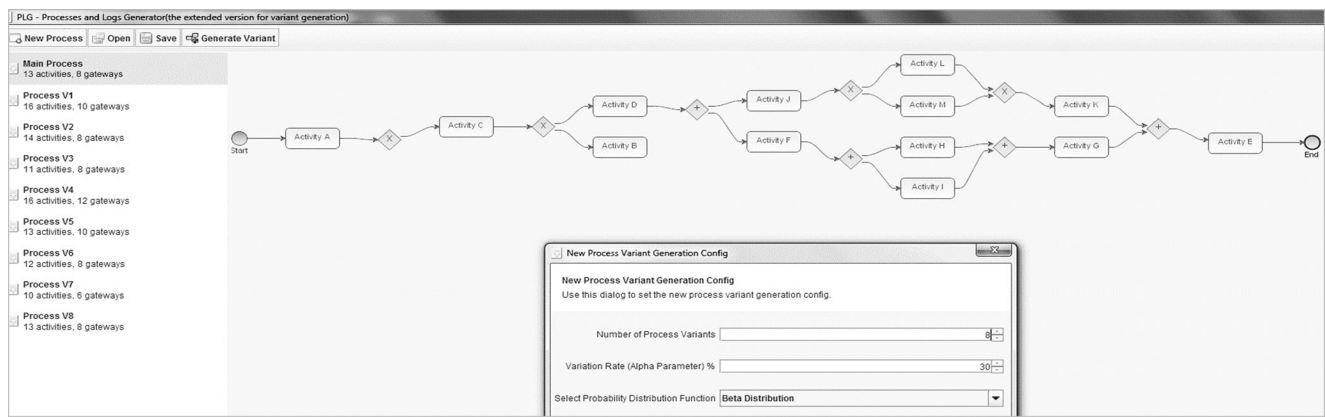 PLG - Processes and Logs Generator(the extended version for variant generation)
New Process Open Save Generate Variant
Main Process
13 activities, 8 gateways
Process V1
16 activities, 10 gateways
Process V2
14 activities, 8 gateways
Process V3
11 activities, 8 gateways
Process V4
16 activities, 12 gateways
Process V5
13 activities, 10 gateways
Process V6
12 activities, 8 gateways
Process V7
10 activities, 6 gateways
Process V8
13 activities, 8 gateways
Start
Activity A
X
Activity C
X
Activity D
Activity B
+
Activity J
Activity F
X
+
Activity L
Activity M
Activity H
Activity I
X
+
Activity K
Activity G
+
Activity E
End
New Process Variant Generation Config
X
New Process Variant Generation Config
Use this dialog to set the new process variant generation config.
Number of Process Variants 8
Variation Rate (Alpha Parameter) % 30
Select Probability Distribution Function Beta Distribution